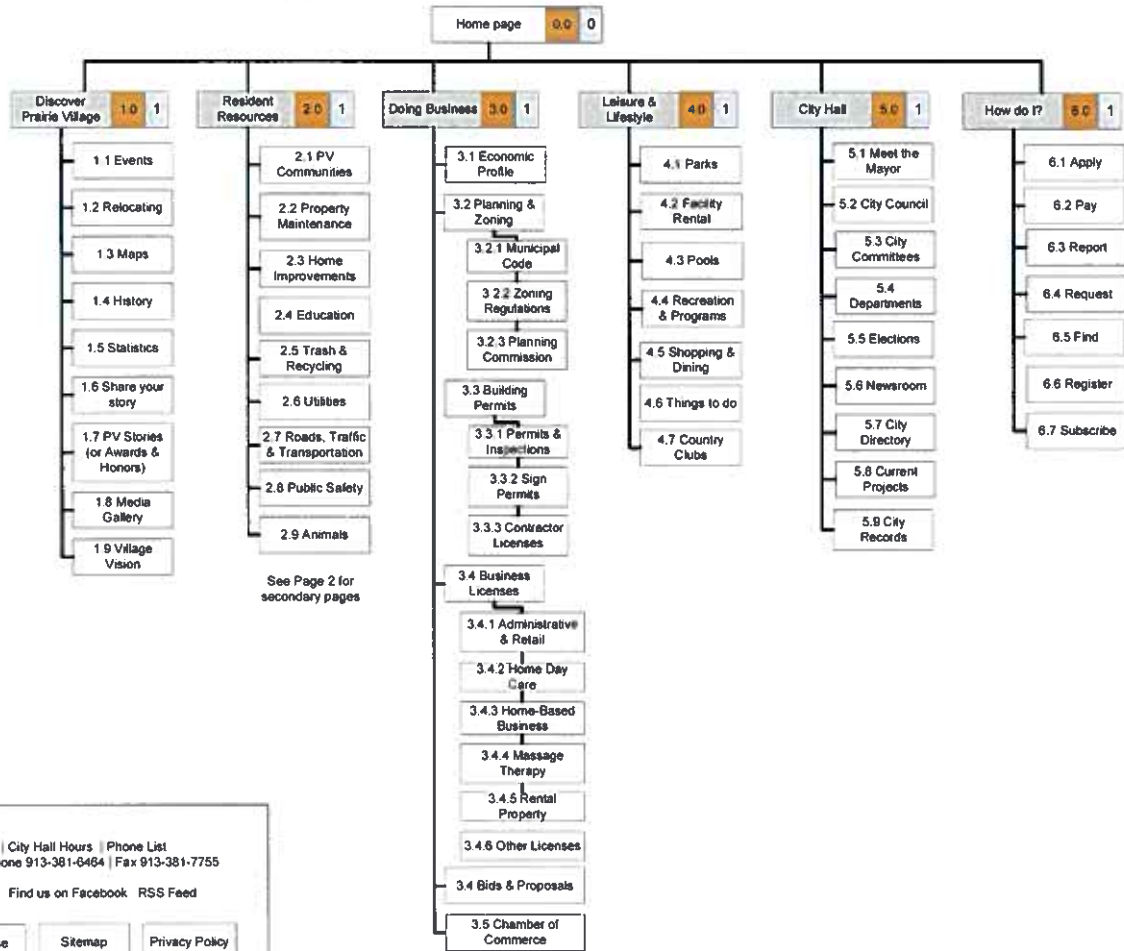 Home page 0.0 0
Discover
Prairie Village 1.0 1
1.1 Events
1.2 Relocating
1.3 Maps
1.4 History
1.5 Statistics
1.6 Share your
story
1.7 PV Stories
(or Awards &
Honors)
1.8 Media
Gallery
1.9 Village
Vision
Resident
Resources 2.0 1
2.1 PV
Communities
2.2 Property
Maintenance
2.3 Home
Improvements
2.4 Education
2.5 Trash &
Recycling
2.6 Utilities
2.7 Roads, Traffic
& Transportation
2.8 Public Safety
2.9 Animals
See Page 2 for
secondary pages
Doing Business 3.0 1
3.1 Economic
Profile
3.2 Planning &
Zoning
3.2.1 Municipal
Code
3.2.2 Zoning
Regulations
3.2.3 Planning
Commission
3.3 Building
Permits
3.3.1 Permits &
Inspections
3.3.2 Sign
Permits
3.3.3 Contractor
Licenses
3.4 Business
Licenses
3.4.1 Administrative
& Retail
3.4.2 Home Day
Care
3.4.3 Home-Based
Business
3.4.4 Massage
Therapy
3.4.5 Rental
Property
3.4.6 Other Licenses
3.4 Bids & Proposals
3.5 Chamber of
Commerce
Leisure &
Lifestyle 4.0 1
4.1 Parks
4.2 Facility
Rental
4.3 Pools
4.4 Recreation
& Programs
4.5 Shopping &
Dining
4.6 Things to do
4.7 Country
Clubs
City Hall 5.0 1
5.1 Meet the
Mayor
5.2 City Council
5.3 City
Committees
5.4
Departments
5.5 Elections
5.6 Newsroom
5.7 City
Directory
5.8 Current
Projects
5.9 City
Records
How do I? 6.0 1
6.1 Apply
6.2 Pay
6.3 Report
6.4 Request
6.5 Find
6.6 Register
6.7 Subscribe
| City Hall Hours | Phone List
913-381-6464 | Fax 913-381-7755
Find us on Facebook RSS Feed
Sitemap
Privacy Policy